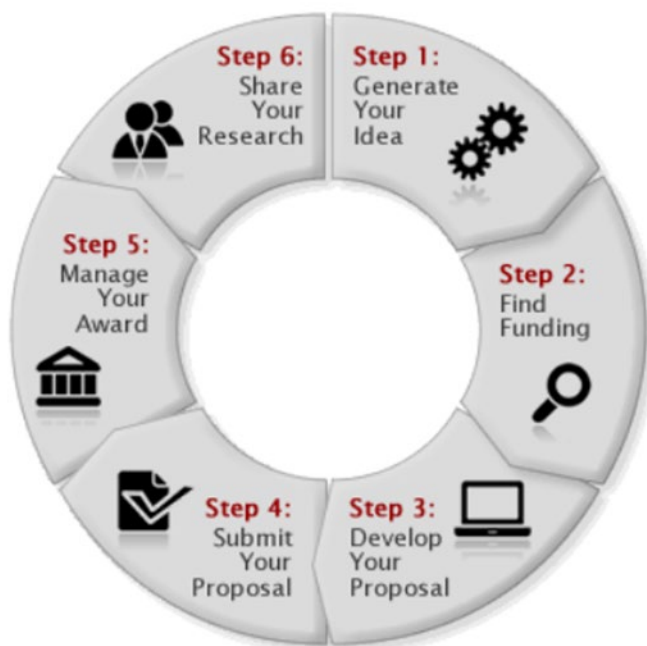 Step 1:
Generate
Your
Idea
Step 2:
Find
Funding
Step 3:
Develop
Your
Proposal
Step 4:
Submit
Your
Proposal
Step 5:
Manage
Your
Award
Step 6:
Share
Your
Research